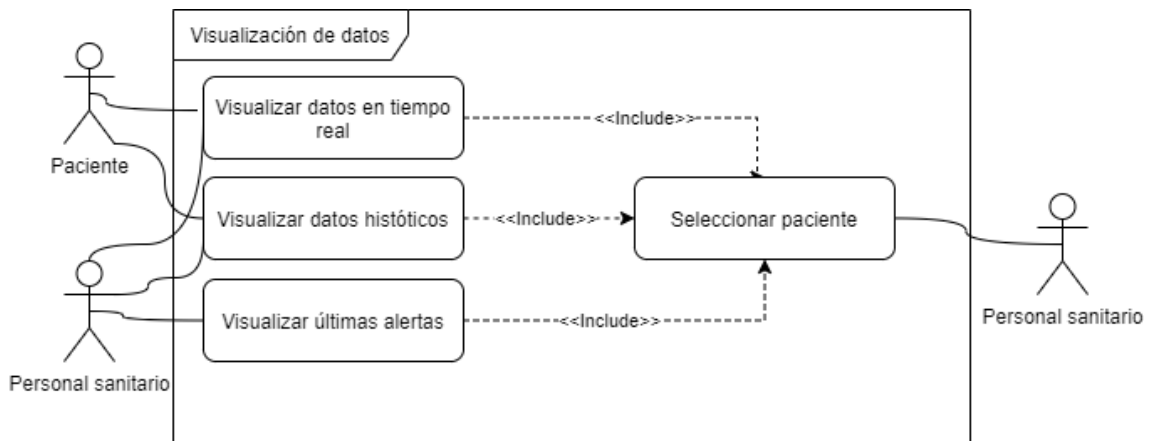 Visualización de datos
Visualizar datos en tiempo
real
<<Include>>
Paciente
Visualizar datos históticos
<<Include>>
Seleccionar paciente
Visualizar últimas alertas
<<Include>>
Personal sanitario
Personal sanitario